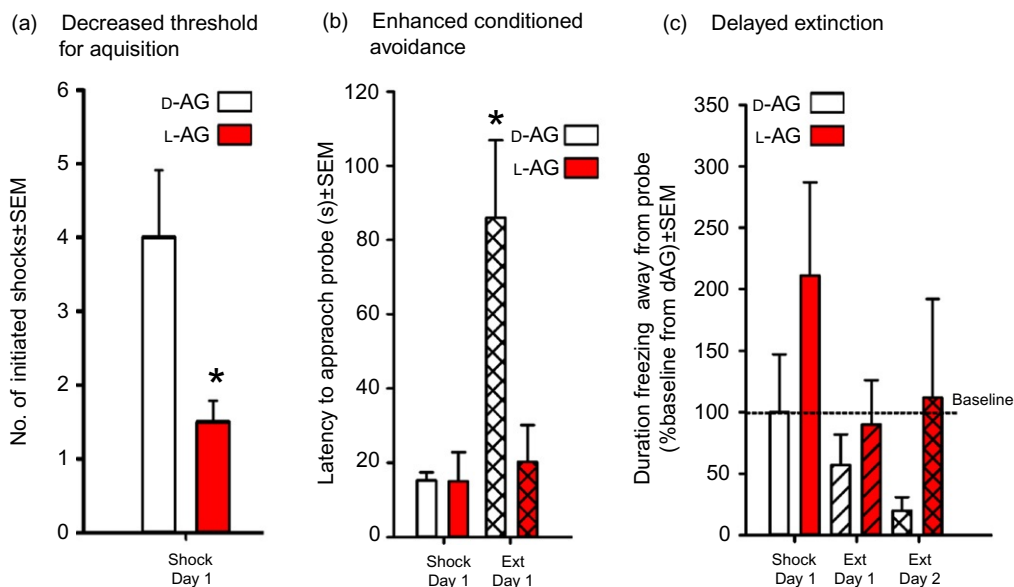 (a) Decreased threshold
for aquisition
6
5
4
3
2
1
0
No. of initiated shocks±SEM
D-AG
L-AG
*
Shock
Day 1
(b) Enhanced conditioned
avoidance
120
100
80
60
40
20
0
Latency to appraoch probe (s)±SEM
*
D-AG
L-AG
Shock
Day 1
Ext
Day 1
(c) Delayed extinction
350
300
250
200
150
100
50
0
Duration freezing away from probe
(%baseline from dAG)±SEM
D-AG
L-AG
Baseline
Shock
Day 1
Ext
Day 1
Ext
Day 2